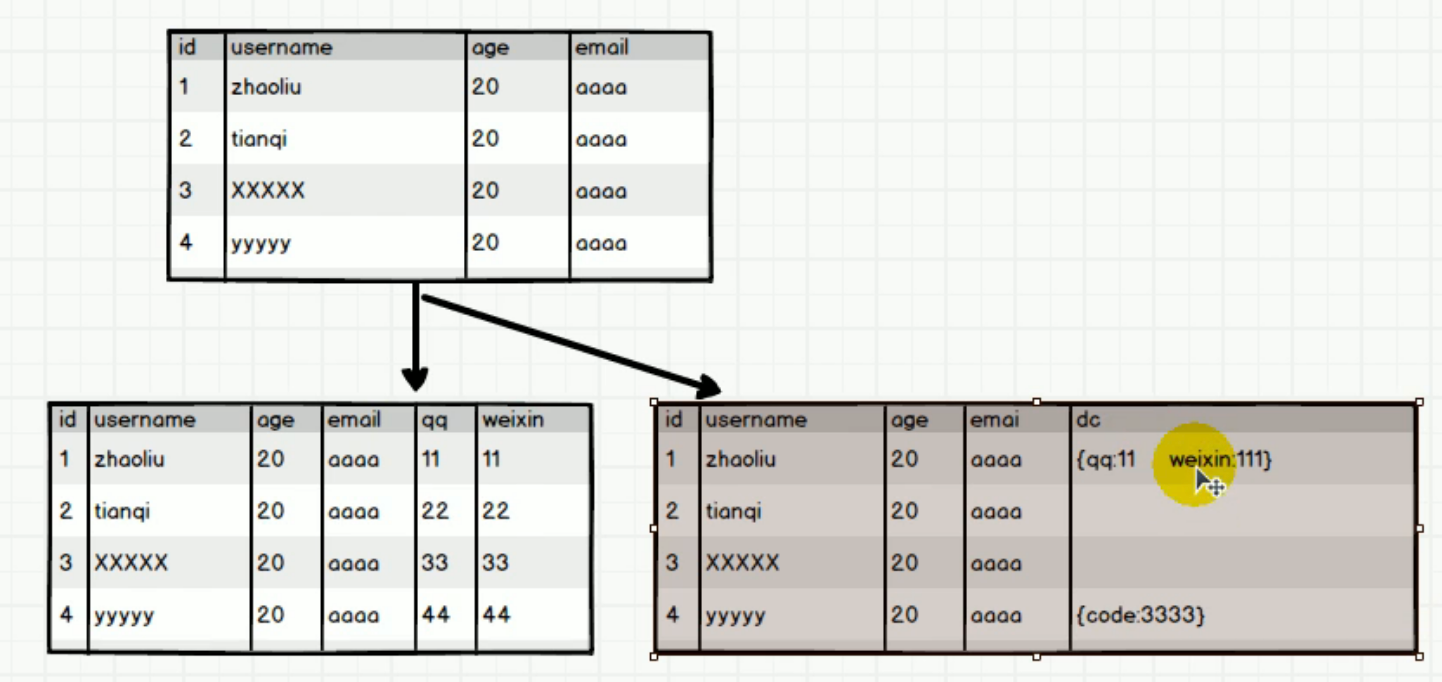 id username age email
1 zhaoliu 20 aaaa
2 tianqi 20 aaaa
3 XXXXX 20 aaaa
4 yyyyy 20 aaaa
id username age email qq weixin
1 zhaoliu 20 aaaa 11 11
2 tianqi 20 aaaa 22 22
3 XXXXX 20 aaaa 33 33
4 yyyyy 20 aaaa 44 44
id username age emai dc
1 zhaoliu 20 aaaa {qq:11 weixin:111}
2 tianqi 20 aaaa
3 XXXXX 20 aaaa
4 yyyyy 20 aaaa {code:3333}